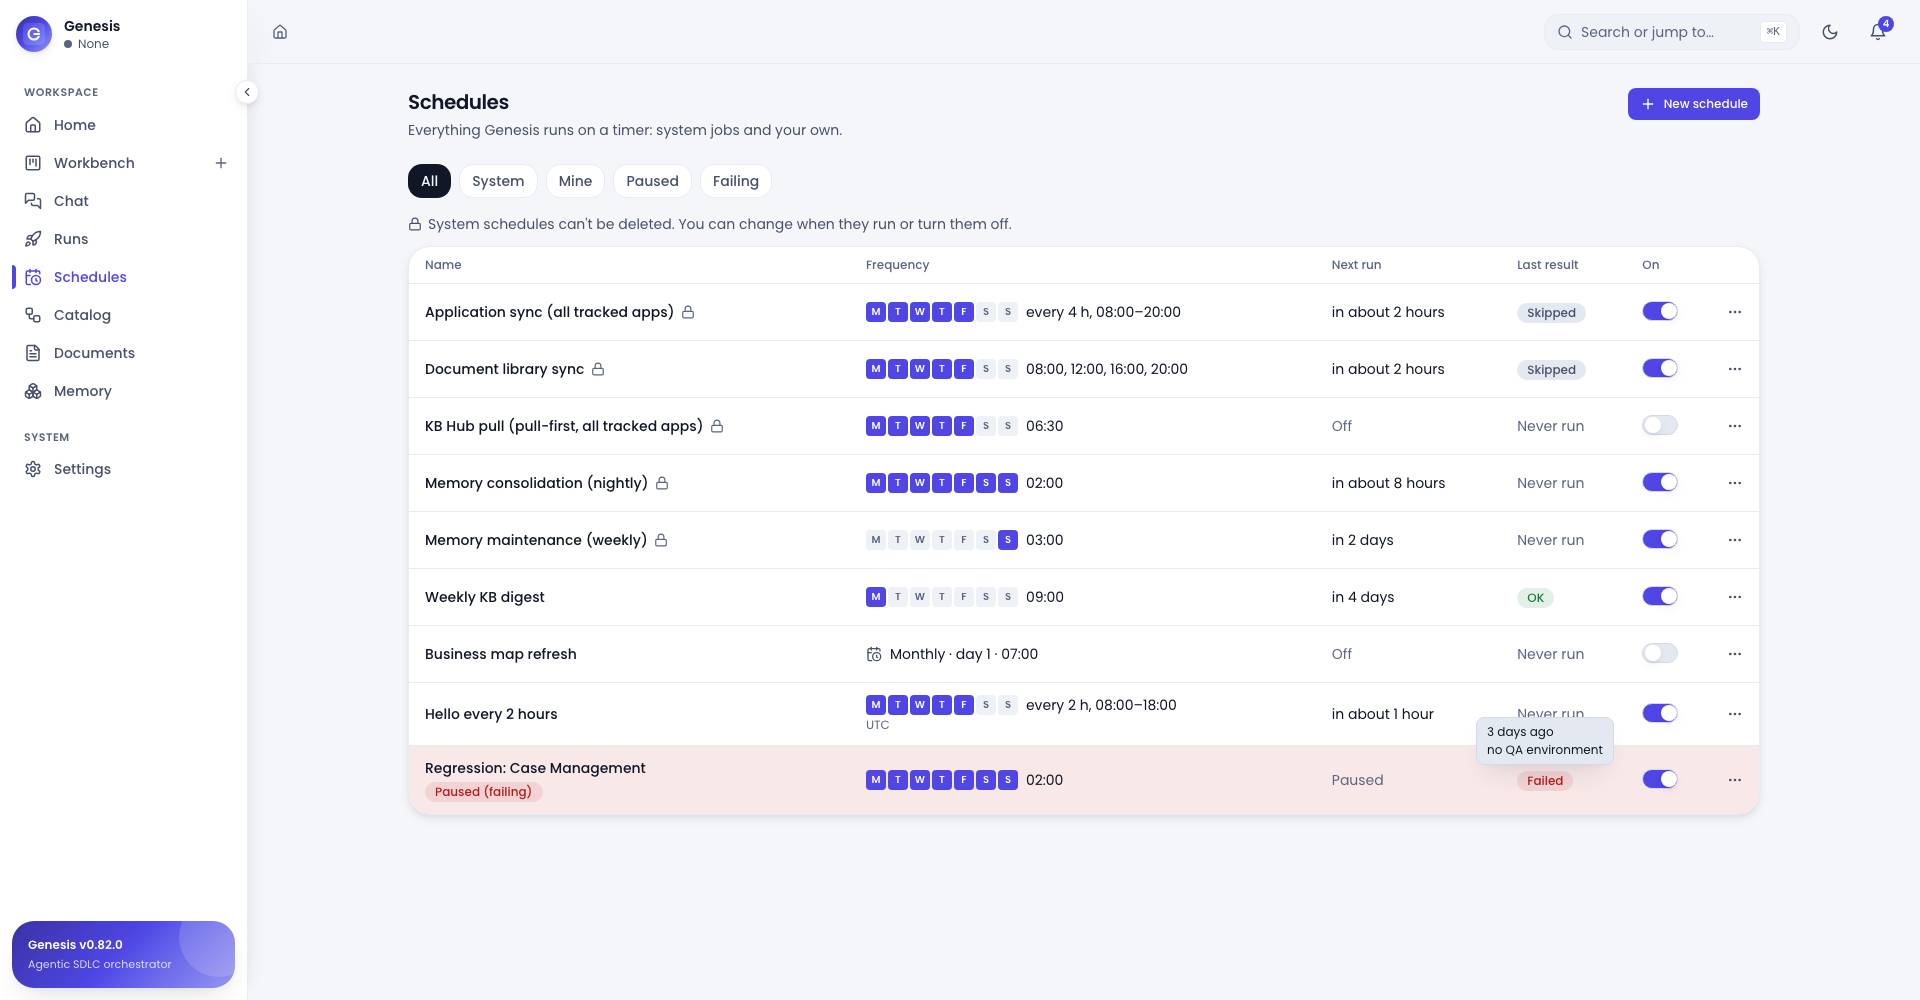 Genesis
None
WORKSPACE
Home
Workbench
Chat
Runs
Schedules
Catalog
Documents
Memory
SYSTEM
Settings
Genesis v0.82.0
Agentic SDLC orchestrator
Search or jump to...
⌘K
4
Schedules
Everything Genesis runs on a timer: system jobs and your own.
New schedule
All System Mine Paused Failing
System schedules can't be deleted. You can change when they run or turn them off.
Name Frequency Next run Last result On
Application sync (all tracked apps) M T W T F S S every 4 h, 08:00–20:00 in about 2 hours Skipped
Document library sync M T W T F S S 08:00, 12:00, 16:00, 20:00 in about 2 hours Skipped
KB Hub pull (pull-first, all tracked apps) M T W T F S S 06:30 Off Never run
Memory consolidation (nightly) M T W T F S S 02:00 in about 8 hours Never run
Memory maintenance (weekly) M T W T F S S 03:00 in 2 days Never run
Weekly KB digest M T W T F S S 09:00 in 4 days OK
Business map refresh Monthly · day 1 · 07:00 Off Never run
Hello every 2 hours M T W T F S S every 2 h, 08:00–18:00 in about 1 hour Never run
UTC
3 days ago
no QA environment
Regression: Case Management M T W T F S S 02:00 Paused Failed
Paused (failing)